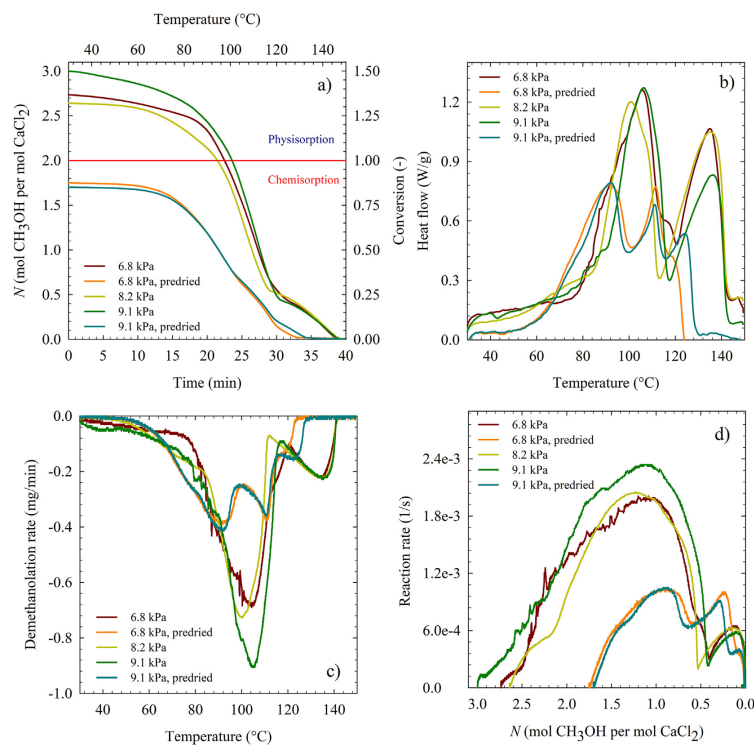 Temperature (°C)
40 60 80 100 120 140
a)
3.0 1.50
2.5 1.25
2.0 1.00
1.5 0.75
1.0 0.50
0.5 0.25
0.0 0.00
N (mol CH₃OH per mol CaCl₂)
Conversion (-)
Physisorption
Chemisorption
6.8 kPa
6.8 kPa, predried
8.2 kPa
9.1 kPa
9.1 kPa, predried
0 5 10 15 20 25 30 35 40
Time (min)
b)
6.8 kPa
6.8 kPa, predried
8.2 kPa
9.1 kPa
9.1 kPa, predried
1.2
0.9
0.6
0.3
0.0
Heat flow (W/g)
40 60 80 100 120 140
Temperature (°C)
0.0
-0.2
-0.4
-0.6
-0.8
-1.0
Demethanolation rate (mg/min)
6.8 kPa
6.8 kPa, predried
8.2 kPa
9.1 kPa
9.1 kPa, predried
c)
40 60 80 100 120 140
Temperature (°C)
6.8 kPa
6.8 kPa, predried
8.2 kPa
9.1 kPa
9.1 kPa, predried
d)
2.4e-3
1.8e-3
1.2e-3
6.0e-4
0.0
Reaction rate (1/s)
3.0 2.5 2.0 1.5 1.0 0.5 0.0
N (mol CH₃OH per mol CaCl₂)